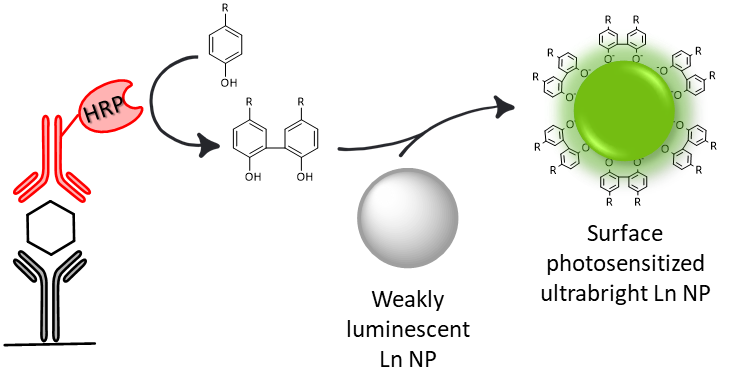 R
OH
HRP
R R
OH OH
R R
R R
O⁻ O⁻
O⁻ O⁻
R R
O⁻ O⁻
O⁻ O⁻
O⁻ O⁻
R R
O⁻ O⁻
R R
R R
Weakly
luminescent
Ln NP
Surface
photosensitized
ultrabright Ln NP